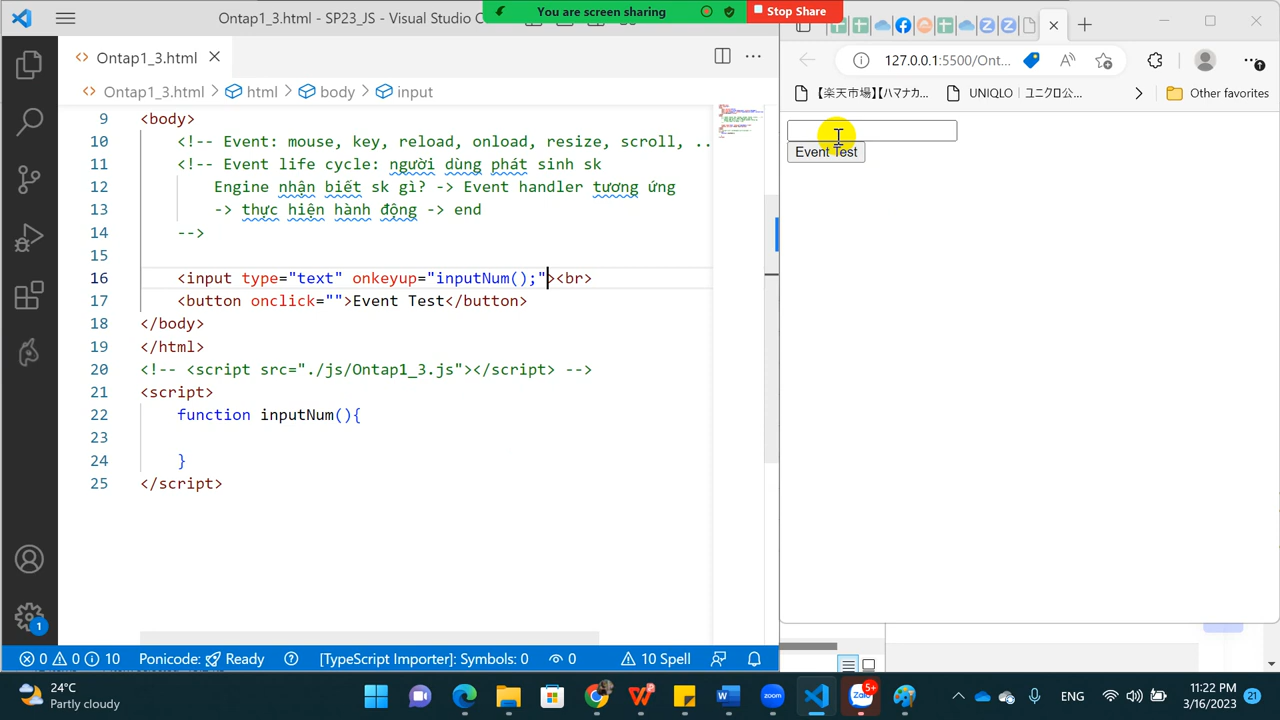 Ontap1_3.html - SP23_JS - Visual Studio C
You are screen sharing
Stop Share
Ontap1_3.html
Ontap1_3.html > html > body > input
9 <body>
10 <!-- Event: mouse, key, reload, onload, resize, scroll, ..
11 <!-- Event life cycle: người dùng phát sinh sk
12 Engine nhận biết sk gì? -> Event handler tương ứng
13 -> thực hiện hành động -> end
14 -->
15
16 <input type="text" onkeyup="inputNum();"><br>
17 <button onclick="">Event Test</button>
18 </body>
19 </html>
20 <!-- <script src="./js/Ontap1_3.js"></script> -->
21 <script>
22 function inputNum(){
23
24 }
25 </script>
127.0.0.1:5500/Ont...
【楽天市場】【ハマナカ...
UNIQLO | ユニクロ公...
Other favorites
Event Test
0 0 10 Ponicode: Ready [TypeScript Importer]: Symbols: 0 0 10 Spell
1
24°C
Partly cloudy
5+
ENG
11:22 PM
3/16/2023
21